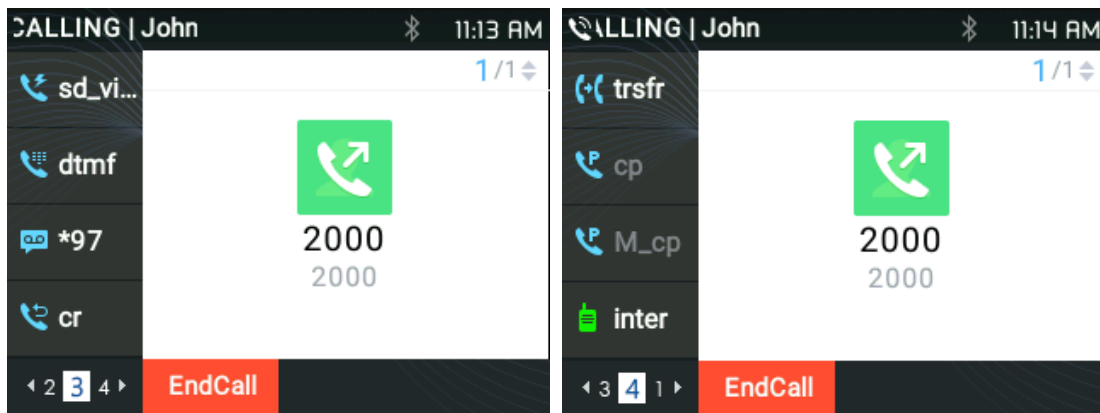 CALLING | John 11:13 AM
1/1
sd_vi...
dtmf
2000
*97
2000
cr
2 3 4 EndCall
ALLING | John 11:14 AM
1/1
trsfr
cp
2000
M_cp
2000
inter
3 4 1 EndCall